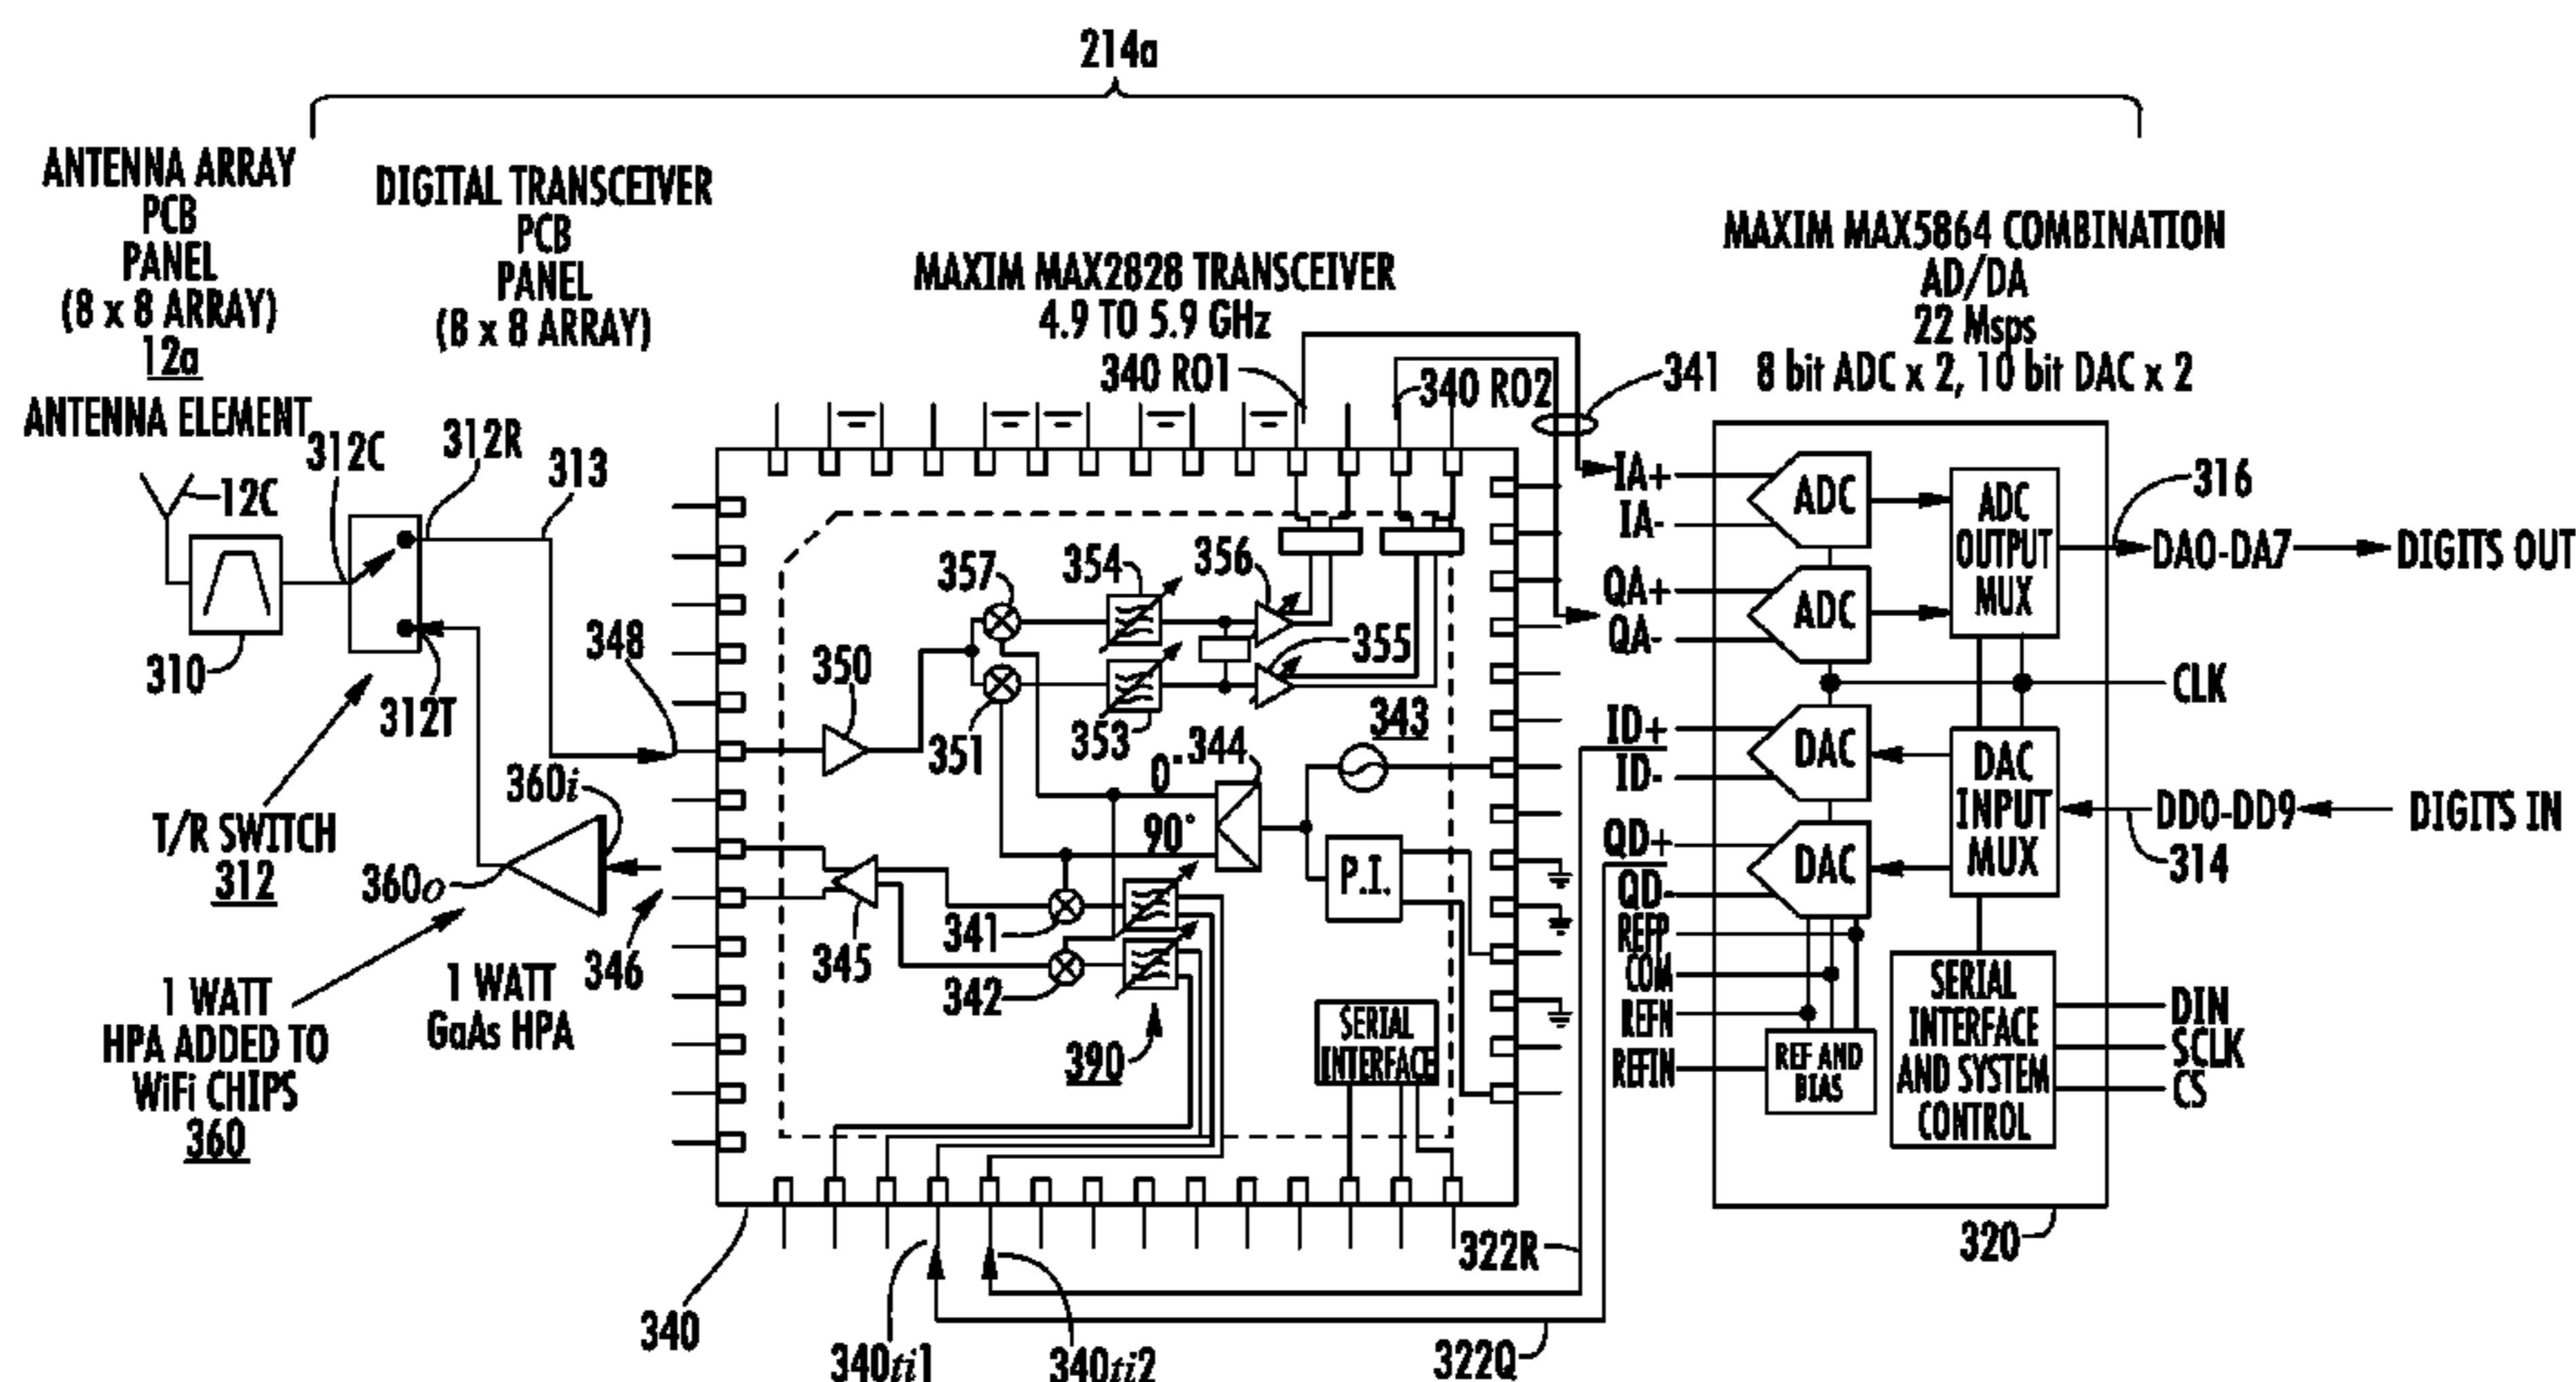 214a
ANTENNA ARRAY
PCB
PANEL
(8 x 8 ARRAY)
12a
ANTENNA ELEMENT
DIGITAL TRANSCEIVER
PCB
PANEL
(8 x 8 ARRAY)
MAXIM MAX2828 TRANSCEIVER
4.9 TO 5.9 GHz
340 RO1
340 RO2
341
MAXIM MAX5864 COMBINATION
AD/DA
22 Msps
8 bit ADC x 2, 10 bit DAC x 2
12C
310
312C
312R
313
312T
T/R SWITCH
312
348
360i
360o
346
1 WATT
HPA ADDED TO
WiFi CHIPS
360
1 WATT
GaAs HPA
350
357
351
354
353
356
355
343
344
0°
90°
P.I.
345
341
342
390
SERIAL
INTERFACE
340
340ti1
340ti2
322R
322Q
IA+
IA-
QA+
QA-
ID+
ID-
QD+
QD-
REFP
COM
REFN
REFIN
ADC
ADC
DAC
DAC
ADC
OUTPUT
MUX
DAC
INPUT
MUX
REF AND
BIAS
SERIAL
INTERFACE
AND SYSTEM
CONTROL
316
DA0-DA7
DIGITS OUT
CLK
DD0-DD9
DIGITS IN
314
DIN
SCLK
CS
320